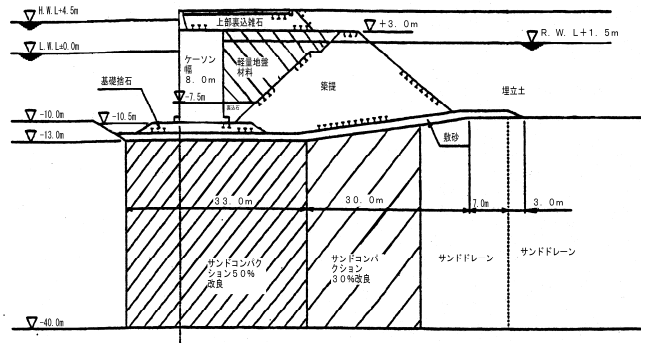 H.W.L+4.5m
上部裏込雑石
+3.0m
R.W.L+1.5m
L.W.L±0.0m
ケーソン
幅
8.0m
軽量地盤
材料
基礎捨石
築堤
埋立土
-7.5m
裏込石
-10.0m
-10.5m
-13.0m
敷砂
33.0m
30.0m
7.0m
3.0m
サンドコンパク
ション50%
改良
サンドコンパ
クション
30%改良
サンドドレーン
サンドドレーン
-40.0m